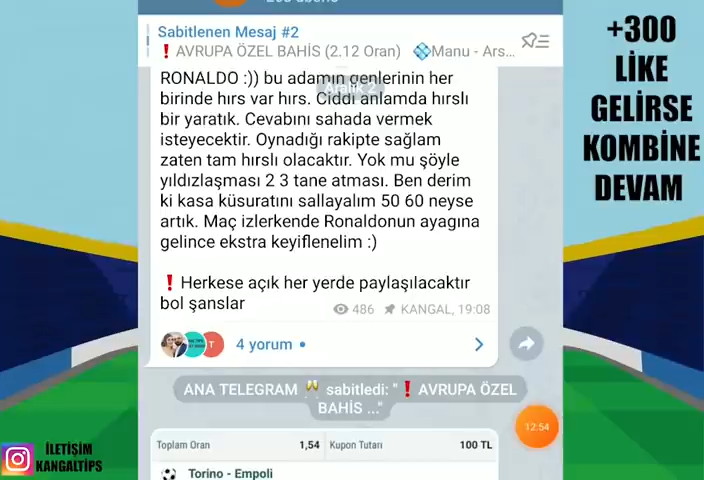 Sabitlenen Mesaj #2
❗AVRUPA ÖZEL BAHİS (2.12 Oran) 💠Manu - Ars...
RONALDO :)) bu adamın genlerinin her
Aralık 2
birinde hırs var hırs. Ciddi anlamda hırslı
bir yaratık. Cevabını sahada vermek
isteyecektir. Oynadığı rakipte sağlam
zaten tam hırslı olacaktır. Yok mu şöyle
yıldızlaşması 2 3 tane atması. Ben derim
ki kasa küsuratını sallayalım 50 60 neyse
artık. Maç izlerkende Ronaldonun ayagına
gelince ekstra keyiflenelim :)
❗Herkese açık her yerde paylaşılacaktır
bol şanslar
486 KANGAL, 19:08
T
4 yorum
ANA TELEGRAM 🥂 sabitledi: "❗AVRUPA ÖZEL
BAHİS ..."
12:54
Toplam Oran 1,54 Kupon Tutarı 100 TL
Torino - Empoli
+300
LİKE
GELİRSE
KOMBİNE
DEVAM
İLETİŞİM
KANGALTİPS